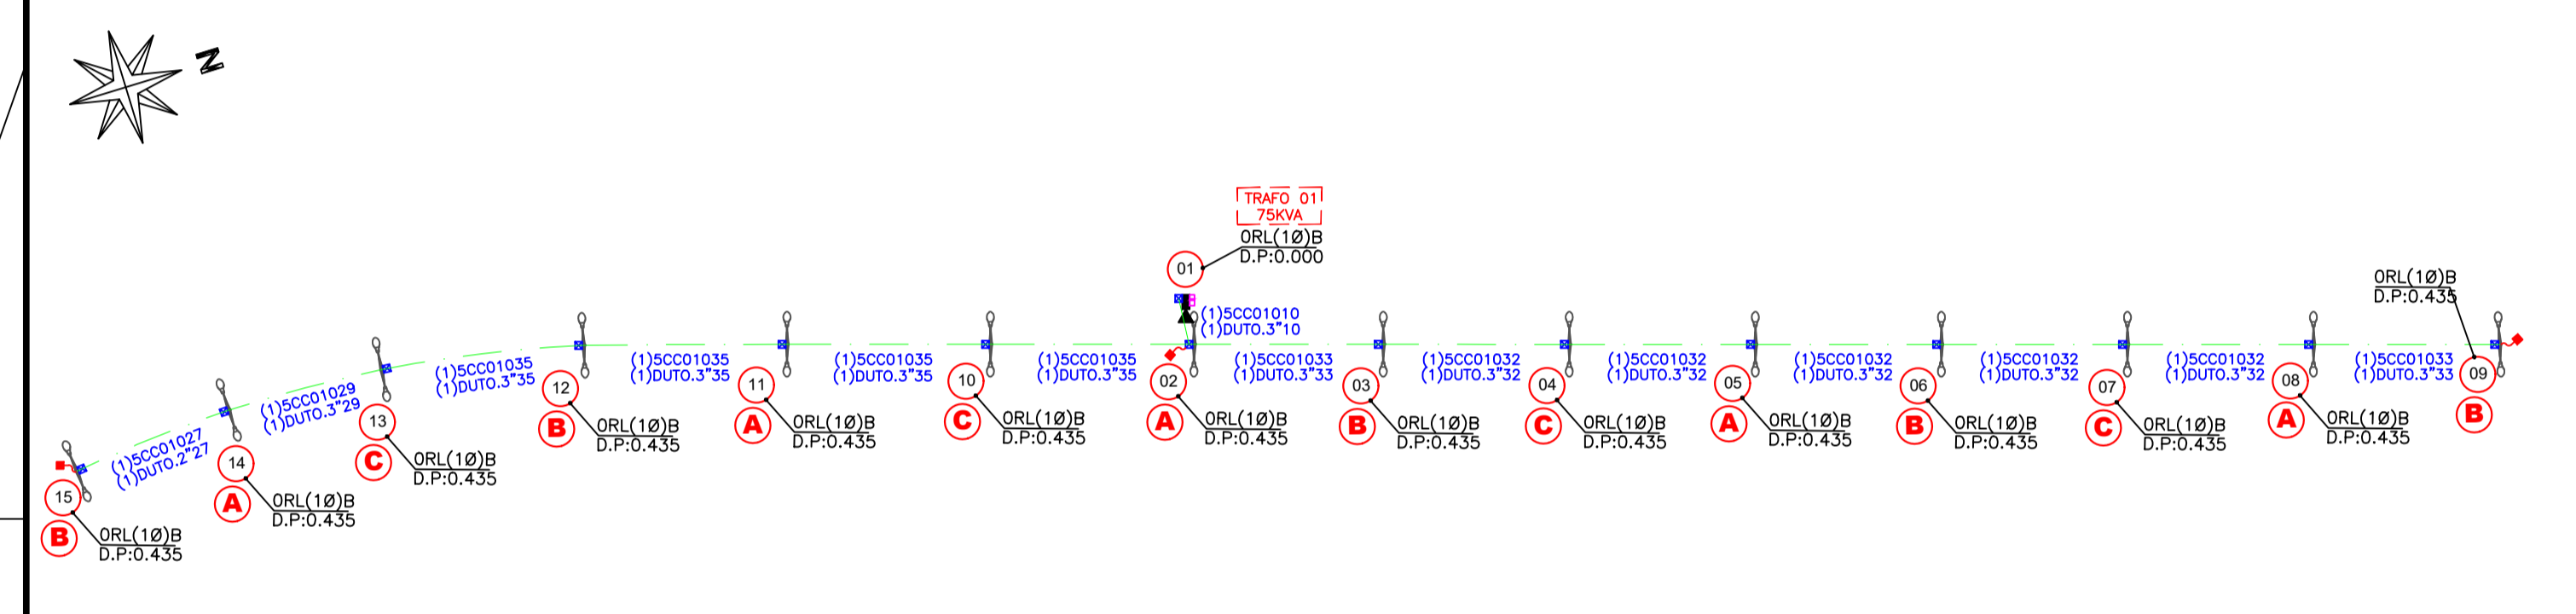 N
TRAFO 01
75KVA
ORL(1Ø)B
D.P:0.000
01
(1)5CC01010
(1)DUTO.3"10
15
B
ORL(1Ø)B
D.P:0.435
(1)5CC01027
(1)DUTO.2"27
14
A
ORL(1Ø)B
D.P:0.435
(1)5CC01029
(1)DUTO.3"29
13
C
ORL(1Ø)B
D.P:0.435
(1)5CC01035
(1)DUTO.3"35
12
B
ORL(1Ø)B
D.P:0.435
(1)5CC01035
(1)DUTO.3"35
11
A
ORL(1Ø)B
D.P:0.435
(1)5CC01035
(1)DUTO.3"35
10
C
ORL(1Ø)B
D.P:0.435
(1)5CC01035
(1)DUTO.3"35
02
A
ORL(1Ø)B
D.P:0.435
(1)5CC01033
(1)DUTO.3"33
03
B
ORL(1Ø)B
D.P:0.435
(1)5CC01032
(1)DUTO.3"32
04
C
ORL(1Ø)B
D.P:0.435
(1)5CC01032
(1)DUTO.3"32
05
A
ORL(1Ø)B
D.P:0.435
(1)5CC01032
(1)DUTO.3"32
06
B
ORL(1Ø)B
D.P:0.435
(1)5CC01032
(1)DUTO.3"32
07
C
ORL(1Ø)B
D.P:0.435
(1)5CC01032
(1)DUTO.3"32
08
A
ORL(1Ø)B
D.P:0.435
(1)5CC01033
(1)DUTO.3"33
ORL(1Ø)B
D.P:0.435
09
B